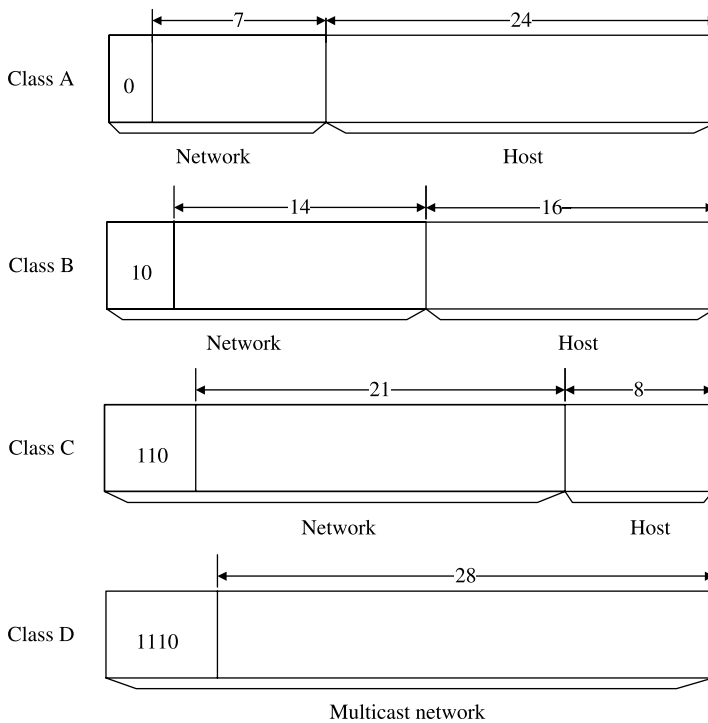 7 24
Class A 0
Network Host
14 16
Class B 10
Network Host
21 8
Class C 110
Network Host
28
Class D 1110
Multicast network